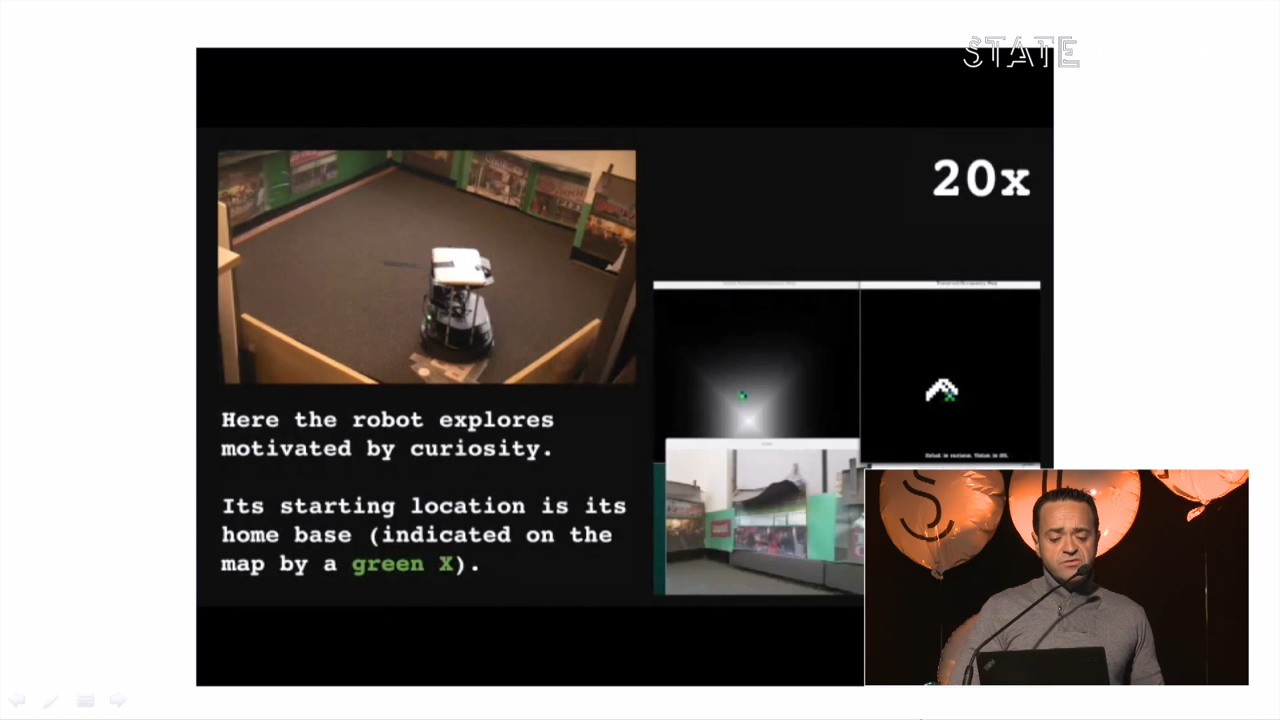 STATE
20x
Here the robot explores
motivated by curiosity.
Its starting location is its
home base (indicated on the
map by a green X).